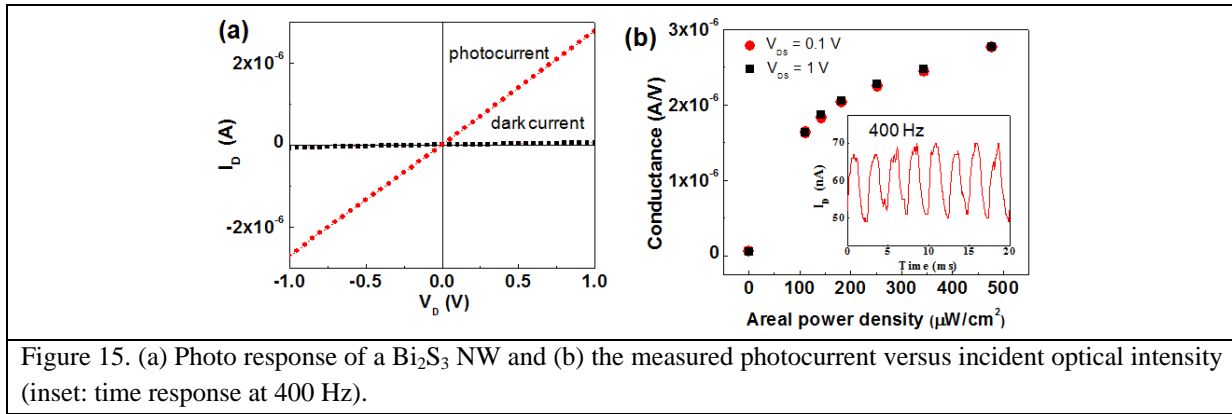 (a)
photocurrent
dark current
2x10⁻⁶
0
-2x10⁻⁶
I_D (A)
-1.0 -0.5 0.0 0.5 1.0
V_D (V)
(b)
V_DS = 0.1 V
V_DS = 1 V
3x10⁻⁶
2x10⁻⁶
1x10⁻⁶
0
Conductance (A/V)
400 Hz
70
60
50
I_D (nA)
0 5 10 15 20
Time (ms)
0 100 200 300 400 500
Areal power density (µW/cm²)
Figure 15. (a) Photo response of a Bi₂S₃ NW and (b) the measured photocurrent versus incident optical intensity
(inset: time response at 400 Hz).